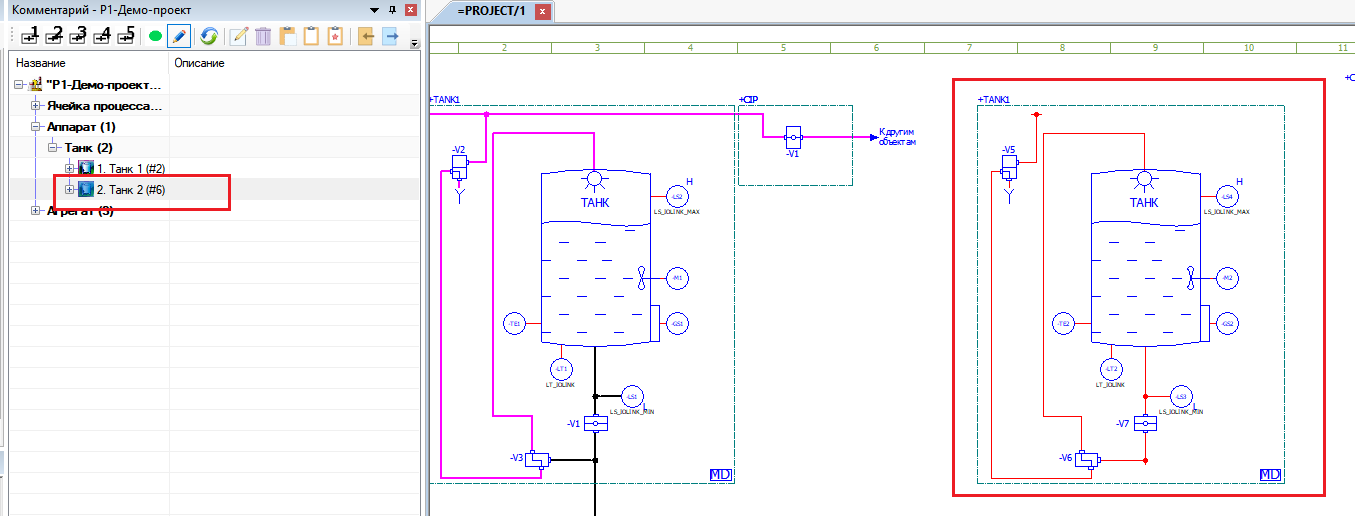 Комментарий - P1-Демо-проект
1 2 3 4 5
Название Описание
"P1-Демо-проект...
Ячейка процесса...
Аппарат (1)
Танк (2)
1. Танк 1 (#2)
2. Танк 2 (#6)
Агрегат (3)
=PROJECT/1
2 3 4 5 6 7 8 9 10 11
+TANK1
+CIP
-V2
-V1
К другим
объектам
ТАНК
H
-LS2
LS_IOLINK_MAX
-M1
-TE1
-GS1
-LT1
LT_IOLINK
-LS1
L
LS_IOLINK_MIN
-V1
-V3
MD
+TANK1
-V5
ТАНК
H
-LS4
LS_IOLINK_MAX
-M2
-TE2
-GS2
-LT2
LT_IOLINK
-LS3
L
LS_IOLINK_MIN
-V7
-V6
MD